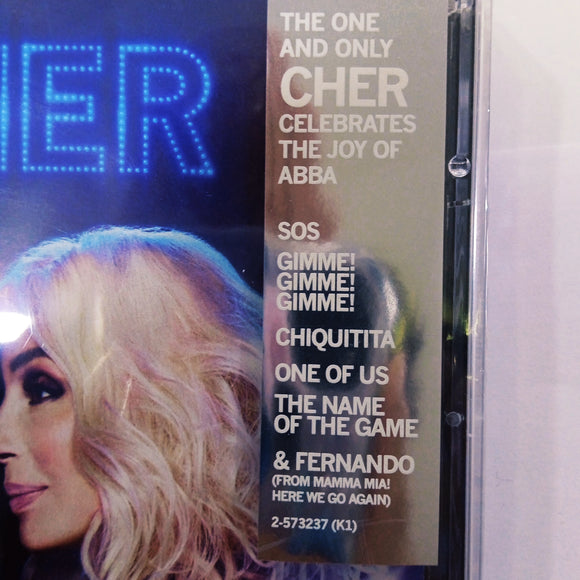 HER
THE ONE
AND ONLY
CHER
CELEBRATES
THE JOY OF
ABBA
SOS
GIMME!
GIMME!
GIMME!
CHIQUITITA
ONE OF US
THE NAME
OF THE GAME
& FERNANDO
(FROM MAMMA MIA!
HERE WE GO AGAIN)
2-573237 (K1)